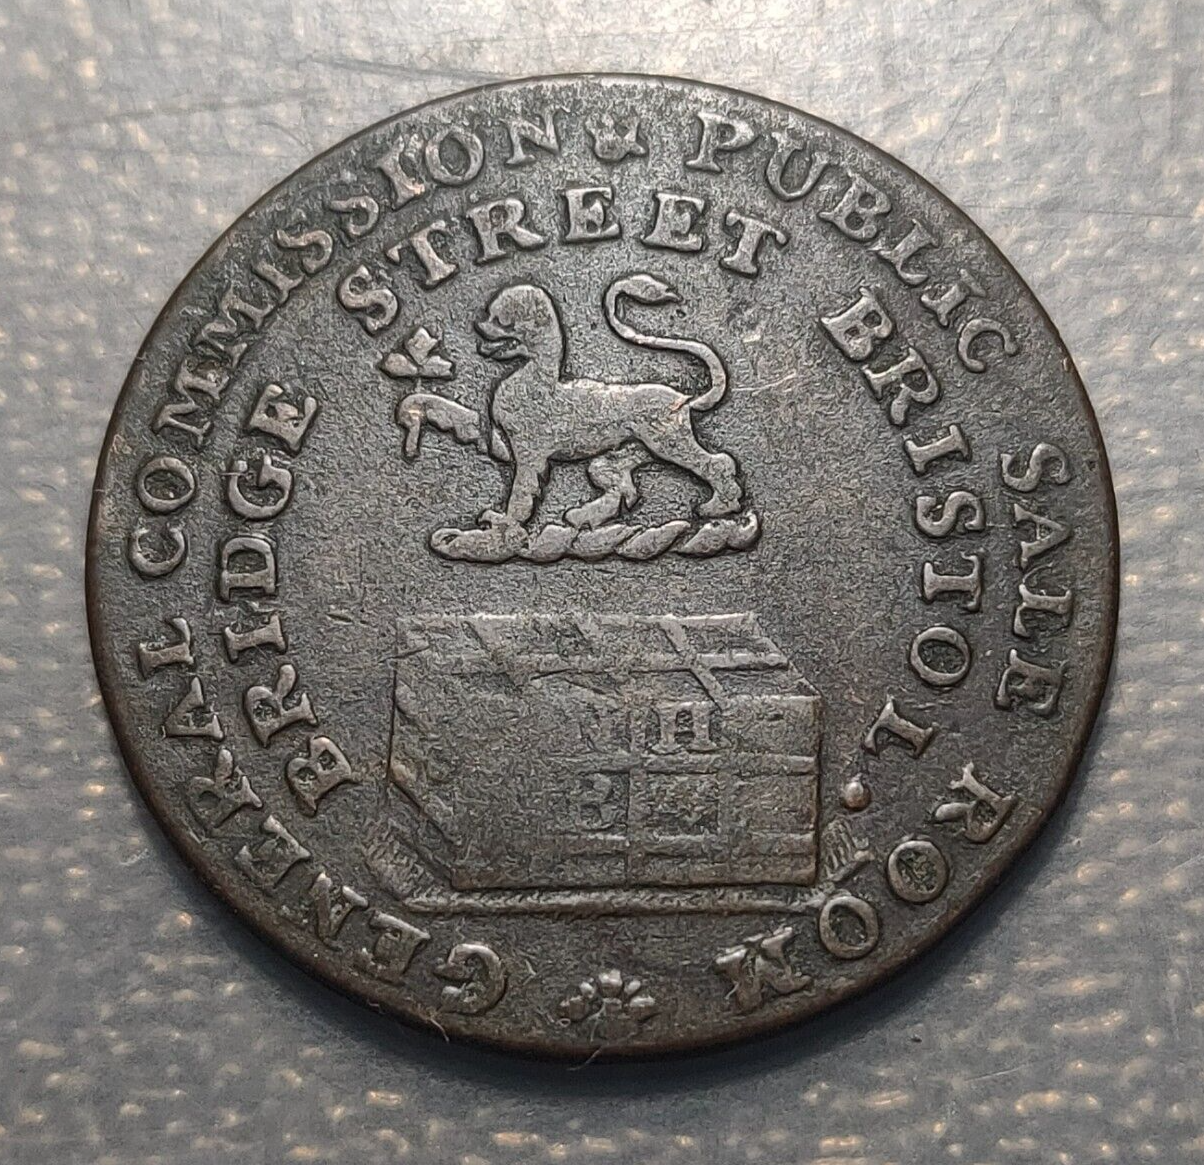 GENERAL COMMISSION PUBLIC SALE ROOM
BRIDGE STREET BRISTOL.
H